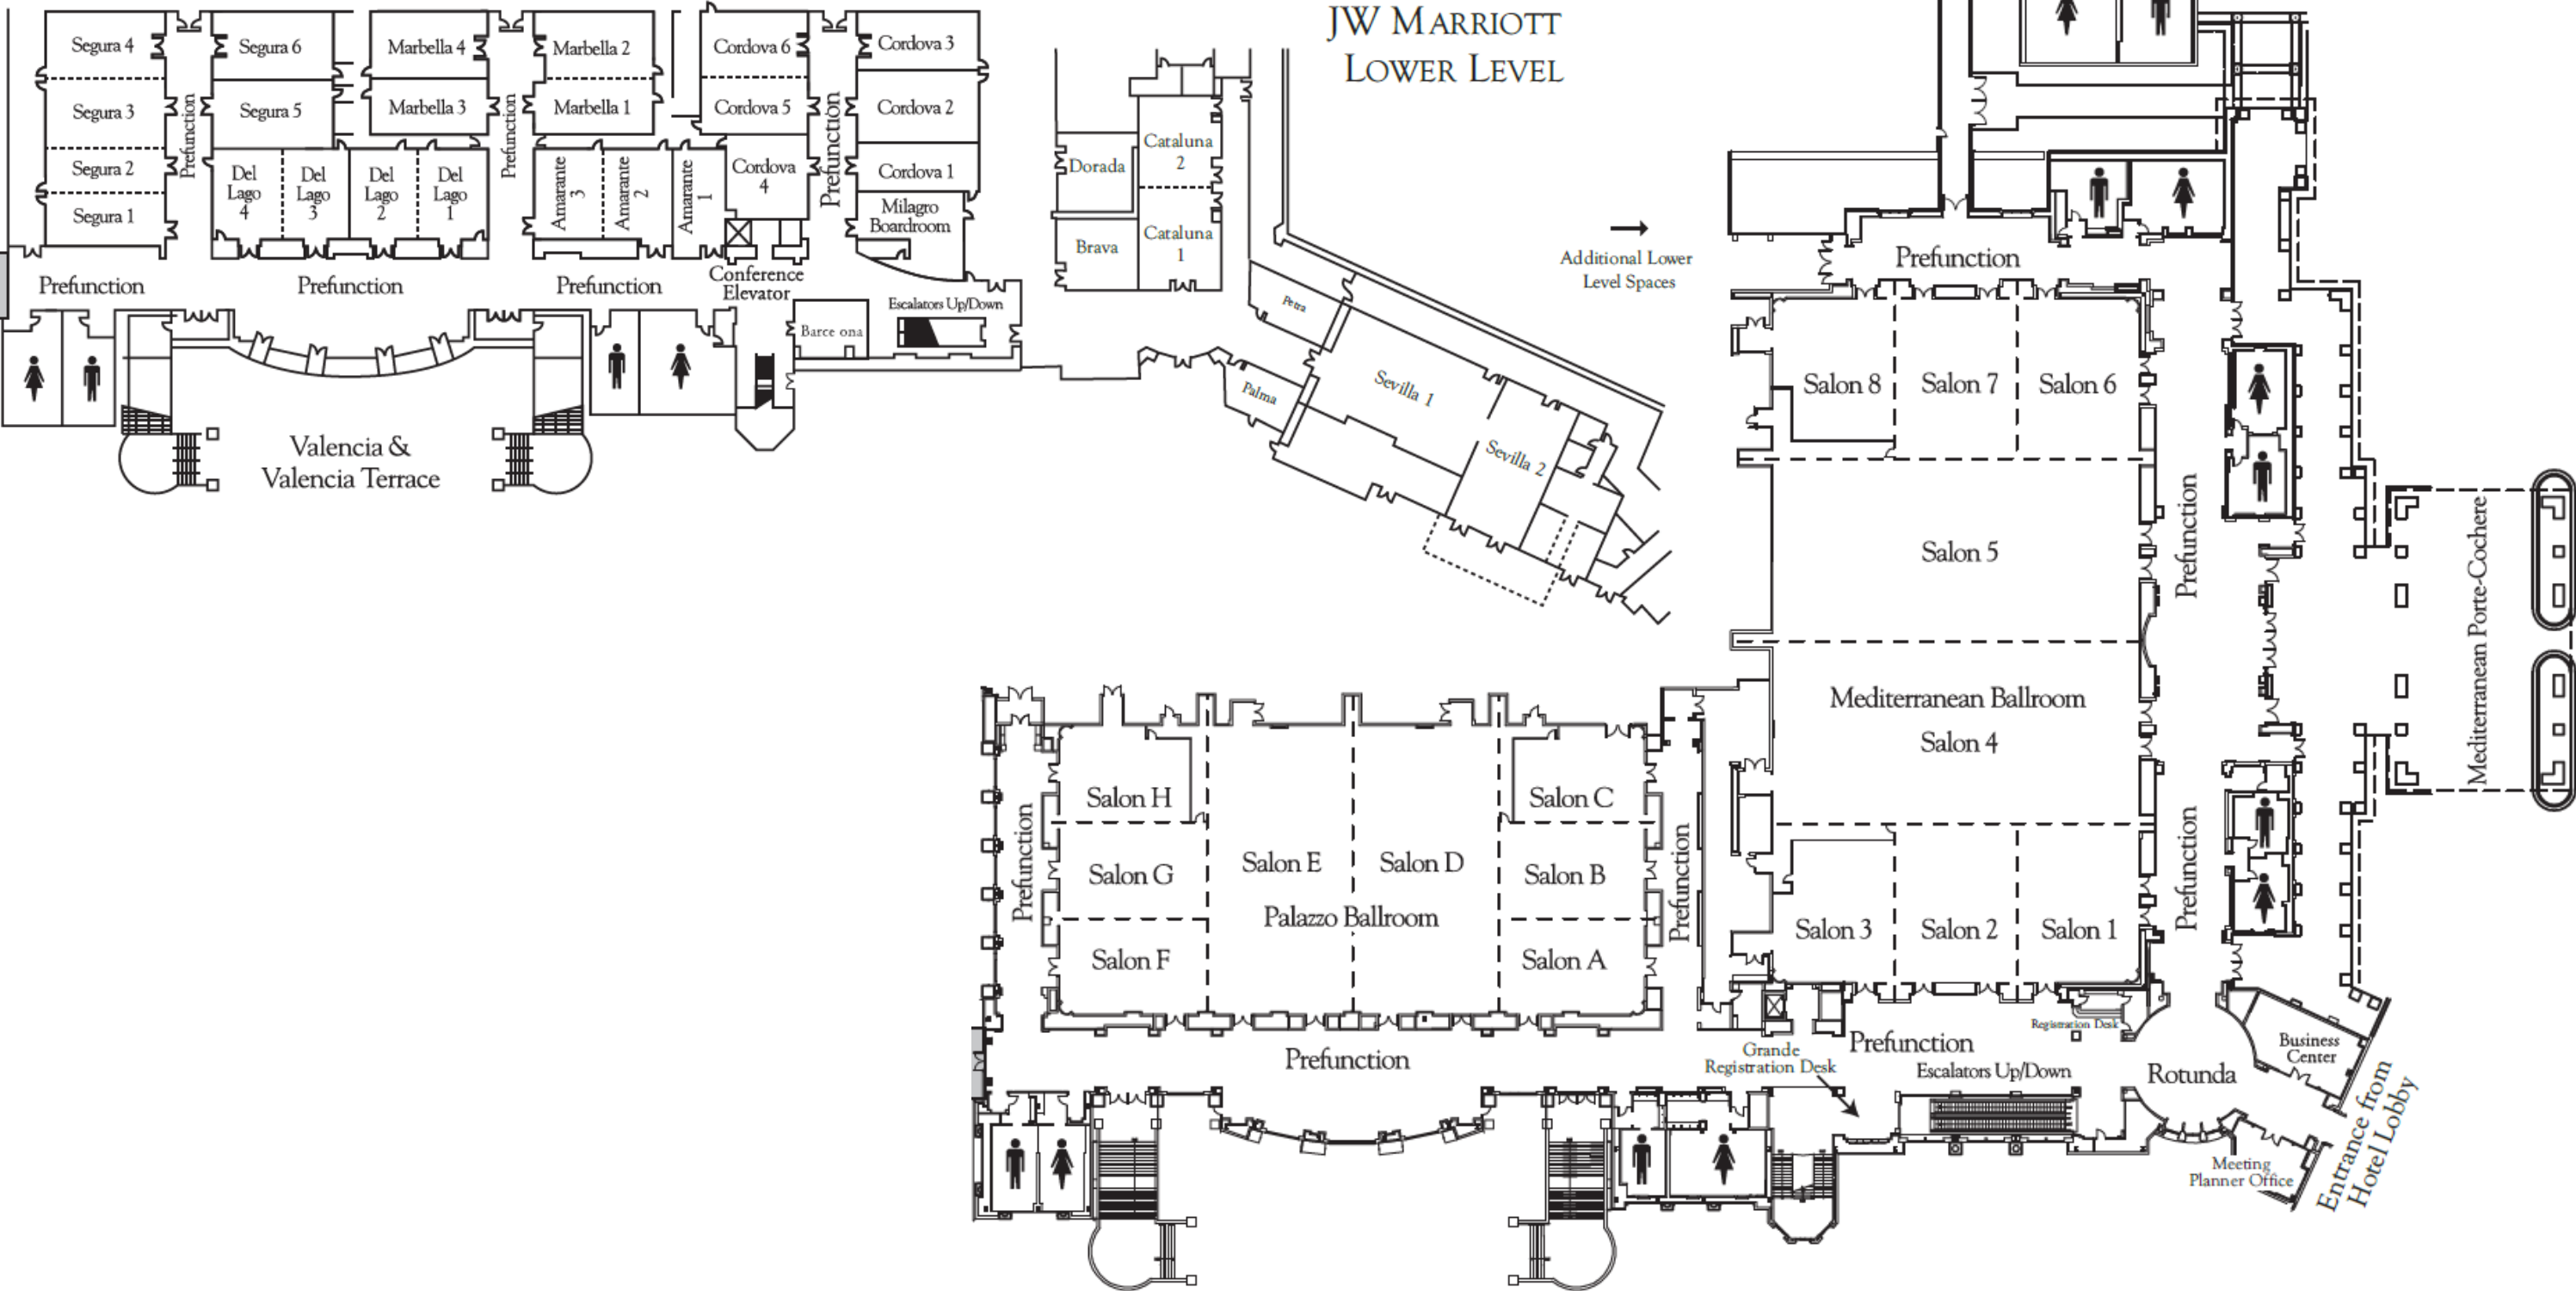 JW MARRIOTT
LOWER LEVEL
Segura 4
Segura 3
Segura 2
Segura 1
Prefunction
Segura 6
Segura 5
Del
Lago
4
Del
Lago
3
Del
Lago
2
Del
Lago
1
Marbella 4
Marbella 3
Prefunction
Marbella 2
Marbella 1
Amarante
3
Amarante
2
Amarante
1
Cordova 6
Cordova 5
Cordova
4
Prefunction
Cordova 3
Cordova 2
Cordova 1
Milagro
Boardroom
Prefunction
Prefunction
Prefunction
Conference
Elevator
Escalators Up/Down
Barce ona
Valencia &
Valencia Terrace
Dorada
Brava
Cataluna
2
Cataluna
1
Petra
Palma
Sevilla 1
Sevilla 2
Additional Lower
Level Spaces
Prefunction
Salon 8
Salon 7
Salon 6
Salon 5
Prefunction
Mediterranean Ballroom
Salon 4
Mediterranean Porte-Cochere
Salon 3
Salon 2
Salon 1
Prefunction
Prefunction
Salon H
Salon G
Salon F
Salon E
Salon D
Palazzo Ballroom
Salon C
Salon B
Salon A
Prefunction
Prefunction
Grande
Registration Desk
Prefunction
Registration Desk
Escalators Up/Down
Rotunda
Business
Center
Meeting
Planner Office
Entrance from
Hotel Lobby